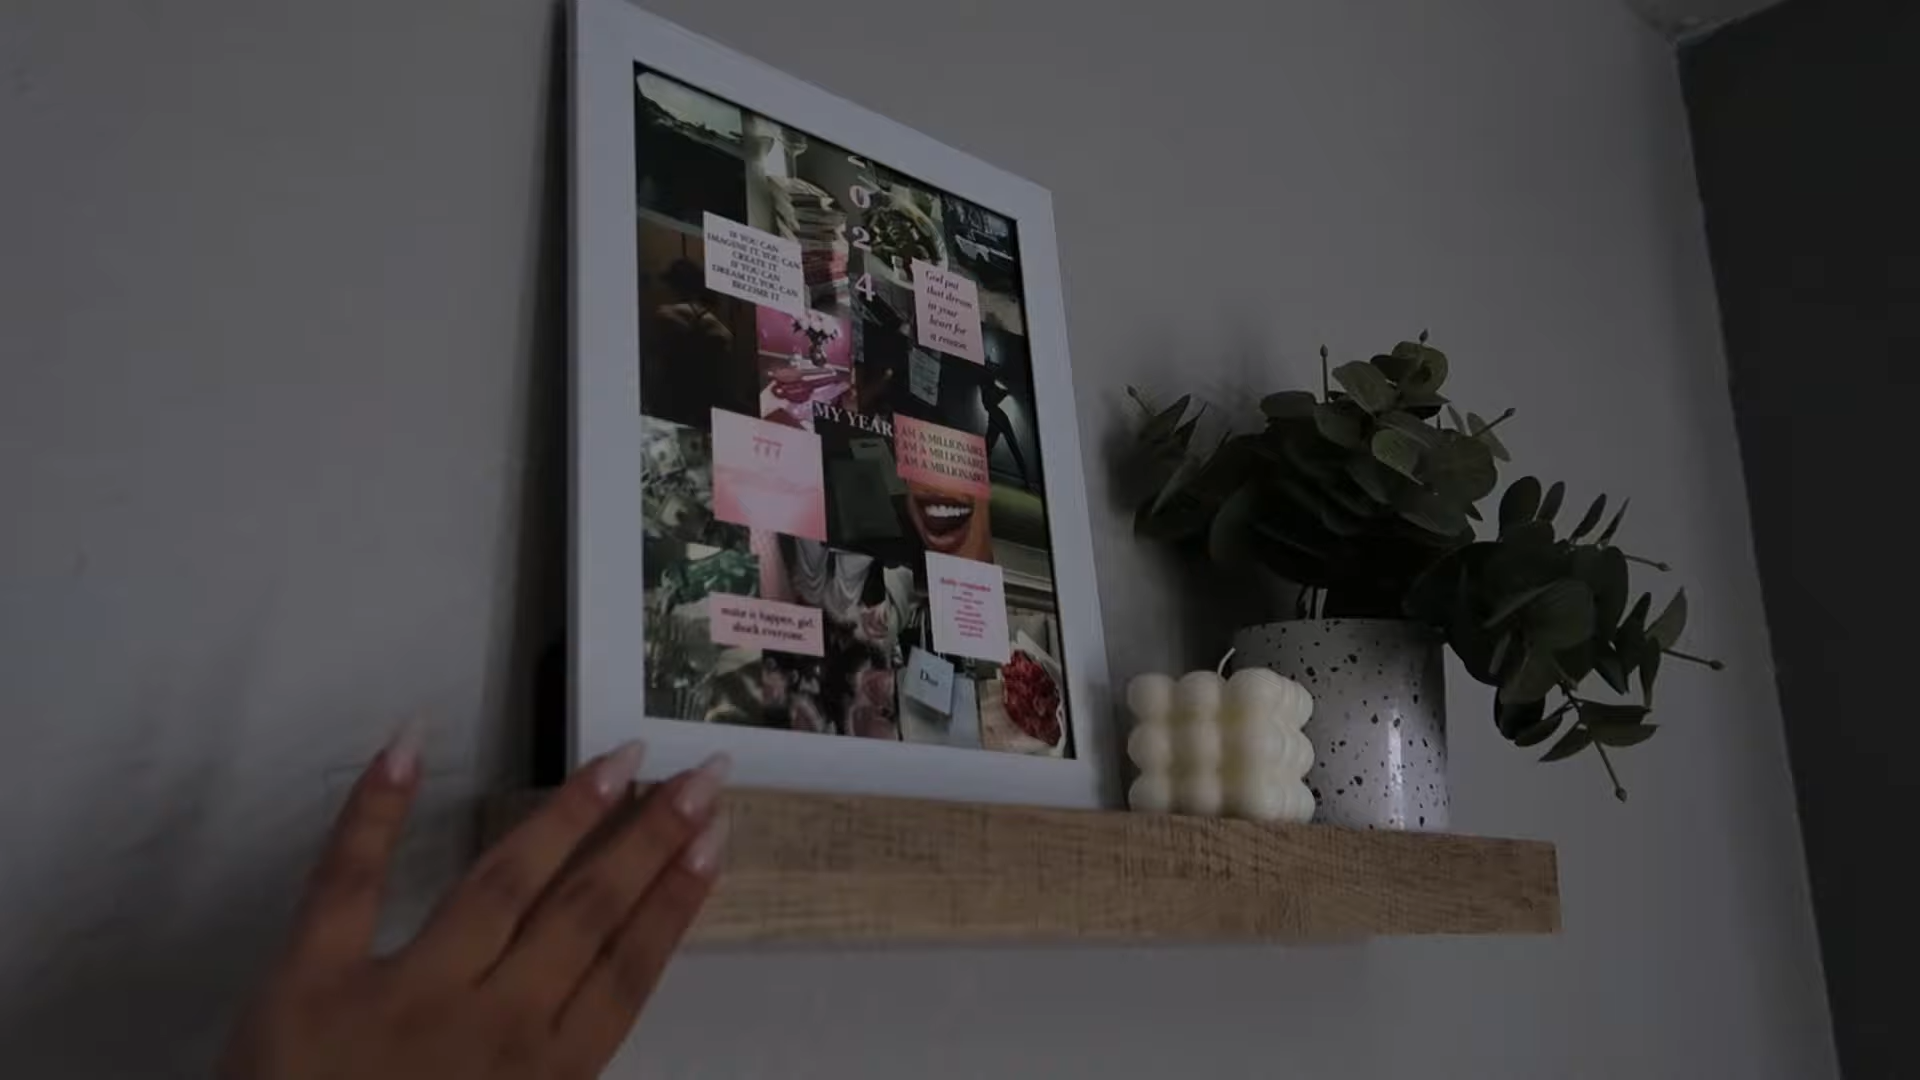 2
0
2
4
IF YOU CAN
IMAGINE IT, YOU CAN
CREATE IT
IF YOU CAN
DREAM IT, YOU CAN
BECOME IT
God put
that dream
in your
heart for
a reason
MY YEAR
I AM A MILLIONAIRE
I AM A MILLIONAIRE
I AM A MILLIONAIRE
444
daily reminder
make it happen, girl.
shock everyone.
Dior